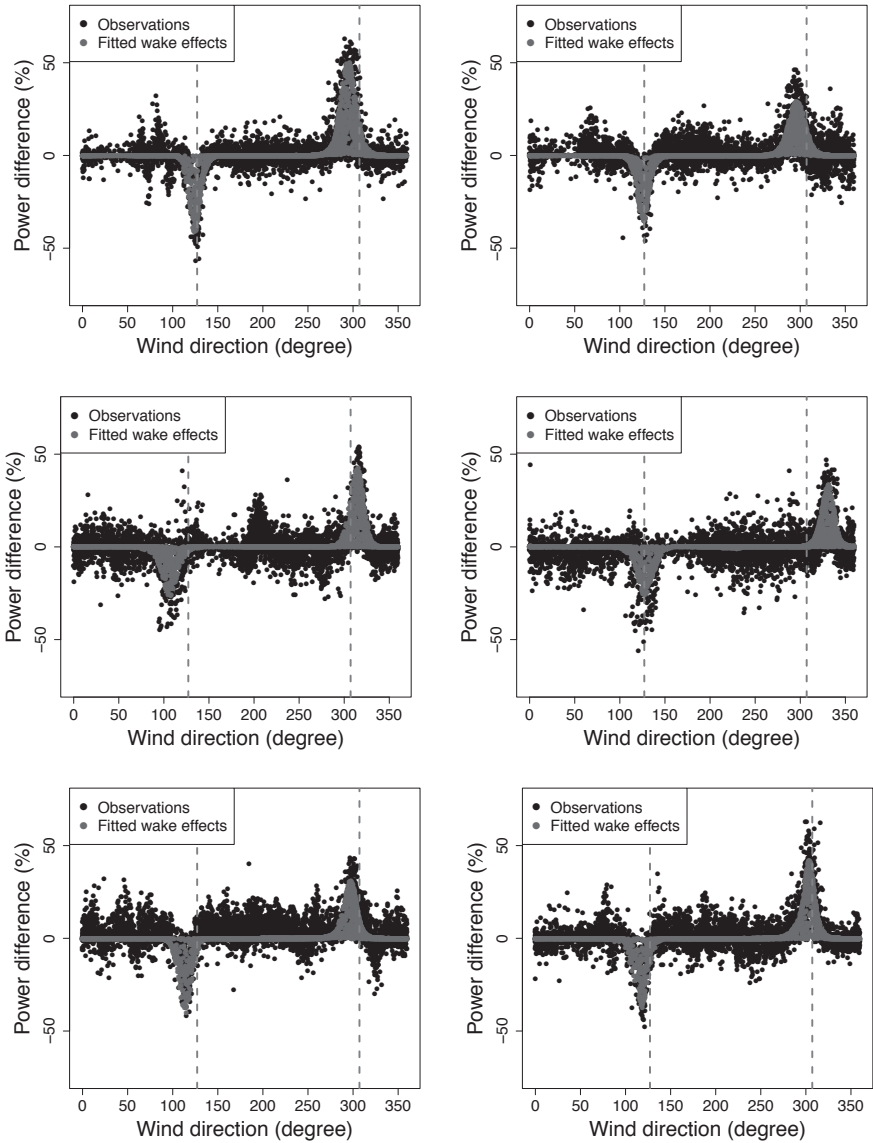 Observations
Fitted wake effects
Power difference (%)
50
0
−50
0 50 100 150 200 250 300 350
Wind direction (degree)
Observations
Fitted wake effects
Power difference (%)
50
0
−50
0 50 100 150 200 250 300 350
Wind direction (degree)
Observations
Fitted wake effects
Power difference (%)
50
0
−50
0 50 100 150 200 250 300 350
Wind direction (degree)
Observations
Fitted wake effects
Power difference (%)
50
0
−50
0 50 100 150 200 250 300 350
Wind direction (degree)
Observations
Fitted wake effects
Power difference (%)
50
0
−50
0 50 100 150 200 250 300 350
Wind direction (degree)
Observations
Fitted wake effects
Power difference (%)
50
0
−50
0 50 100 150 200 250 300 350
Wind direction (degree)